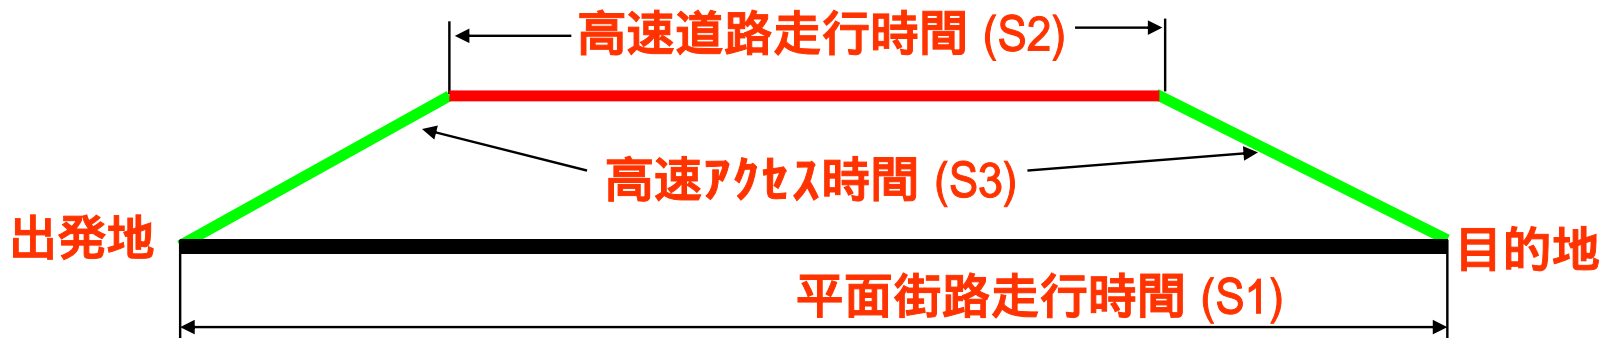 高速道路走行時間 (S2)
高速ｱｸｾｽ時間 (S3)
出発地
目的地
平面街路走行時間 (S1)